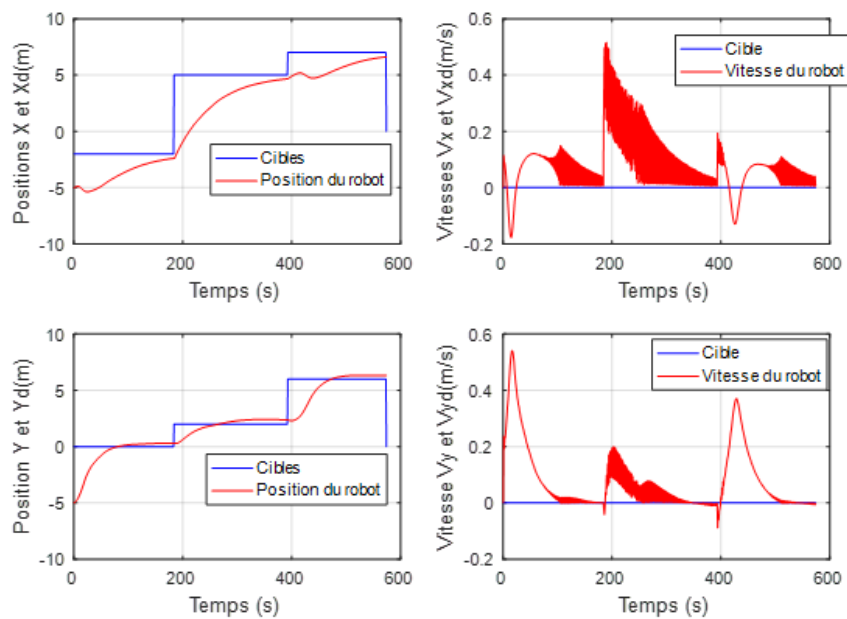 Positions X et Xd(m)
10
5
0
-5
-10
Cibles
Position du robot
0
200
400
600
Temps (s)
Vitesses Vx et Vxd(m/s)
0.6
0.4
0.2
0
-0.2
Cible
Vitesse du robot
0
200
400
600
Temps (s)
Position Y et Yd(m)
10
5
0
-5
-10
Cibles
Position du robot
0
200
400
600
Temps (s)
Vitesse Vy et Vyd(m/s)
0.6
0.4
0.2
0
-0.2
Cible
Vitesse du robot
0
200
400
600
Temps (s)